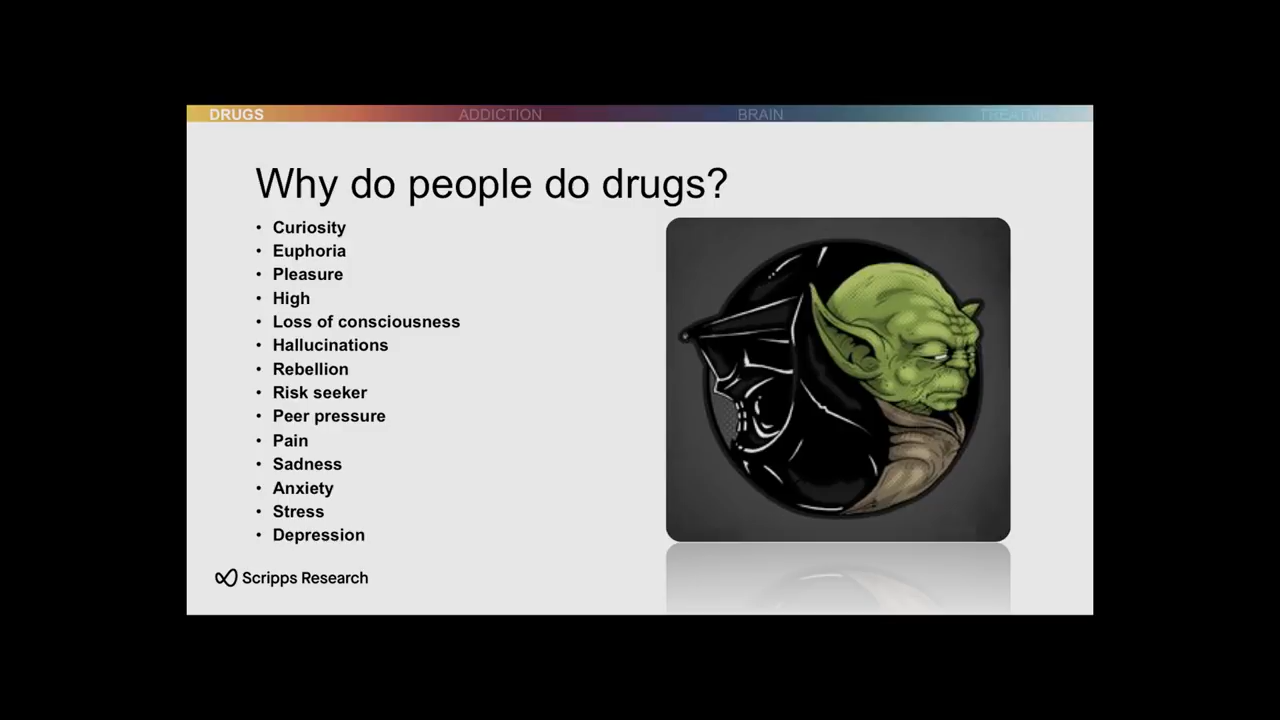 DRUGS ADDICTION BRAIN
Why do people do drugs?
• Curiosity
• Euphoria
• Pleasure
• High
• Loss of consciousness
• Hallucinations
• Rebellion
• Risk seeker
• Peer pressure
• Pain
• Sadness
• Anxiety
• Stress
• Depression
Scripps Research